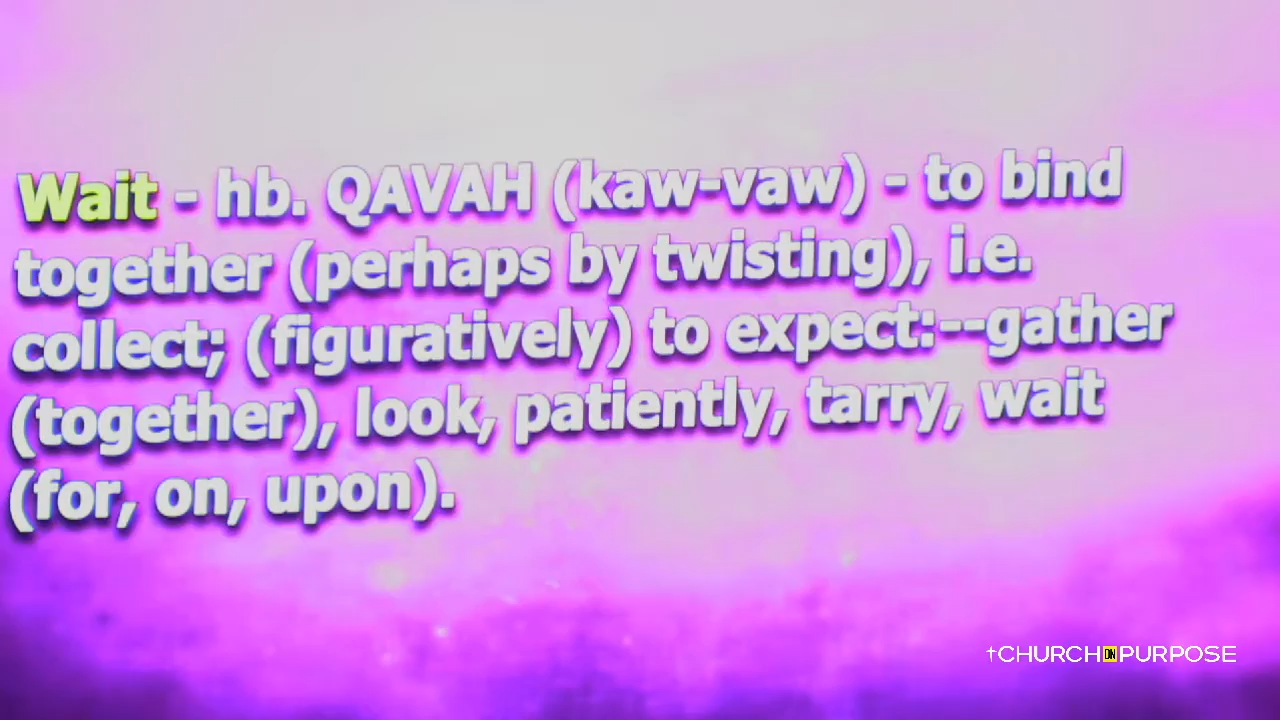 Wait - hb. QAVAH (kaw-vaw) - to bind
together (perhaps by twisting), i.e.
collect; (figuratively) to expect:--gather
(together), look, patiently, tarry, wait
(for, on, upon).
†CHURCH ON PURPOSE